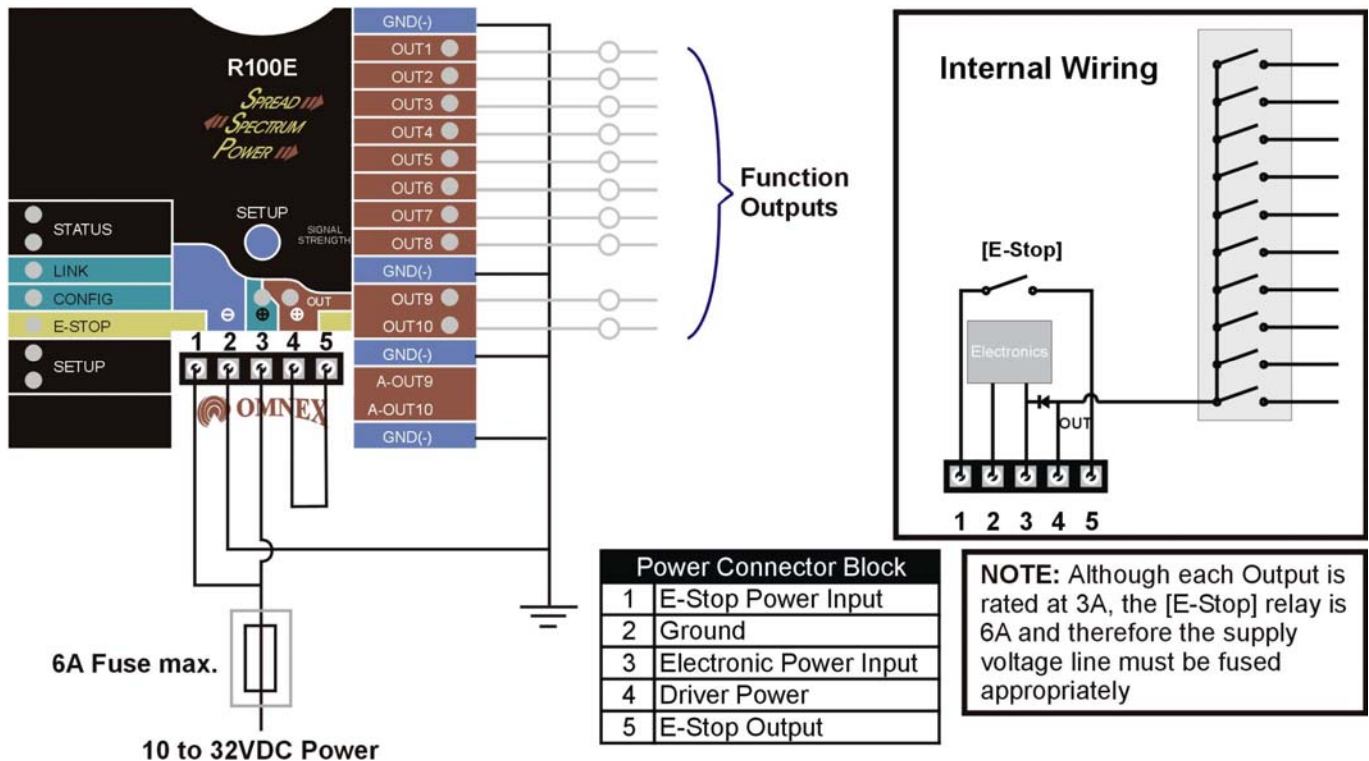 R100E
SPREAD
SPECTRUM
POWER
SETUP
SIGNAL
STRENGTH
STATUS
LINK
CONFIG
E-STOP
SETUP
OUT
1 2 3 4 5
OMNEX
GND(-)
OUT1
OUT2
OUT3
OUT4
OUT5
OUT6
OUT7
OUT8
GND(-)
OUT9
OUT10
GND(-)
A-OUT9
A-OUT10
GND(-)
Function
Outputs
6A Fuse max.
10 to 32VDC Power
Internal Wiring
[E-Stop]
Electronics
OUT
1 2 3 4 5
Power Connector Block
1 E-Stop Power Input
2 Ground
3 Electronic Power Input
4 Driver Power
5 E-Stop Output
NOTE: Although each Output is
rated at 3A, the [E-Stop] relay is
6A and therefore the supply
voltage line must be fused
appropriately